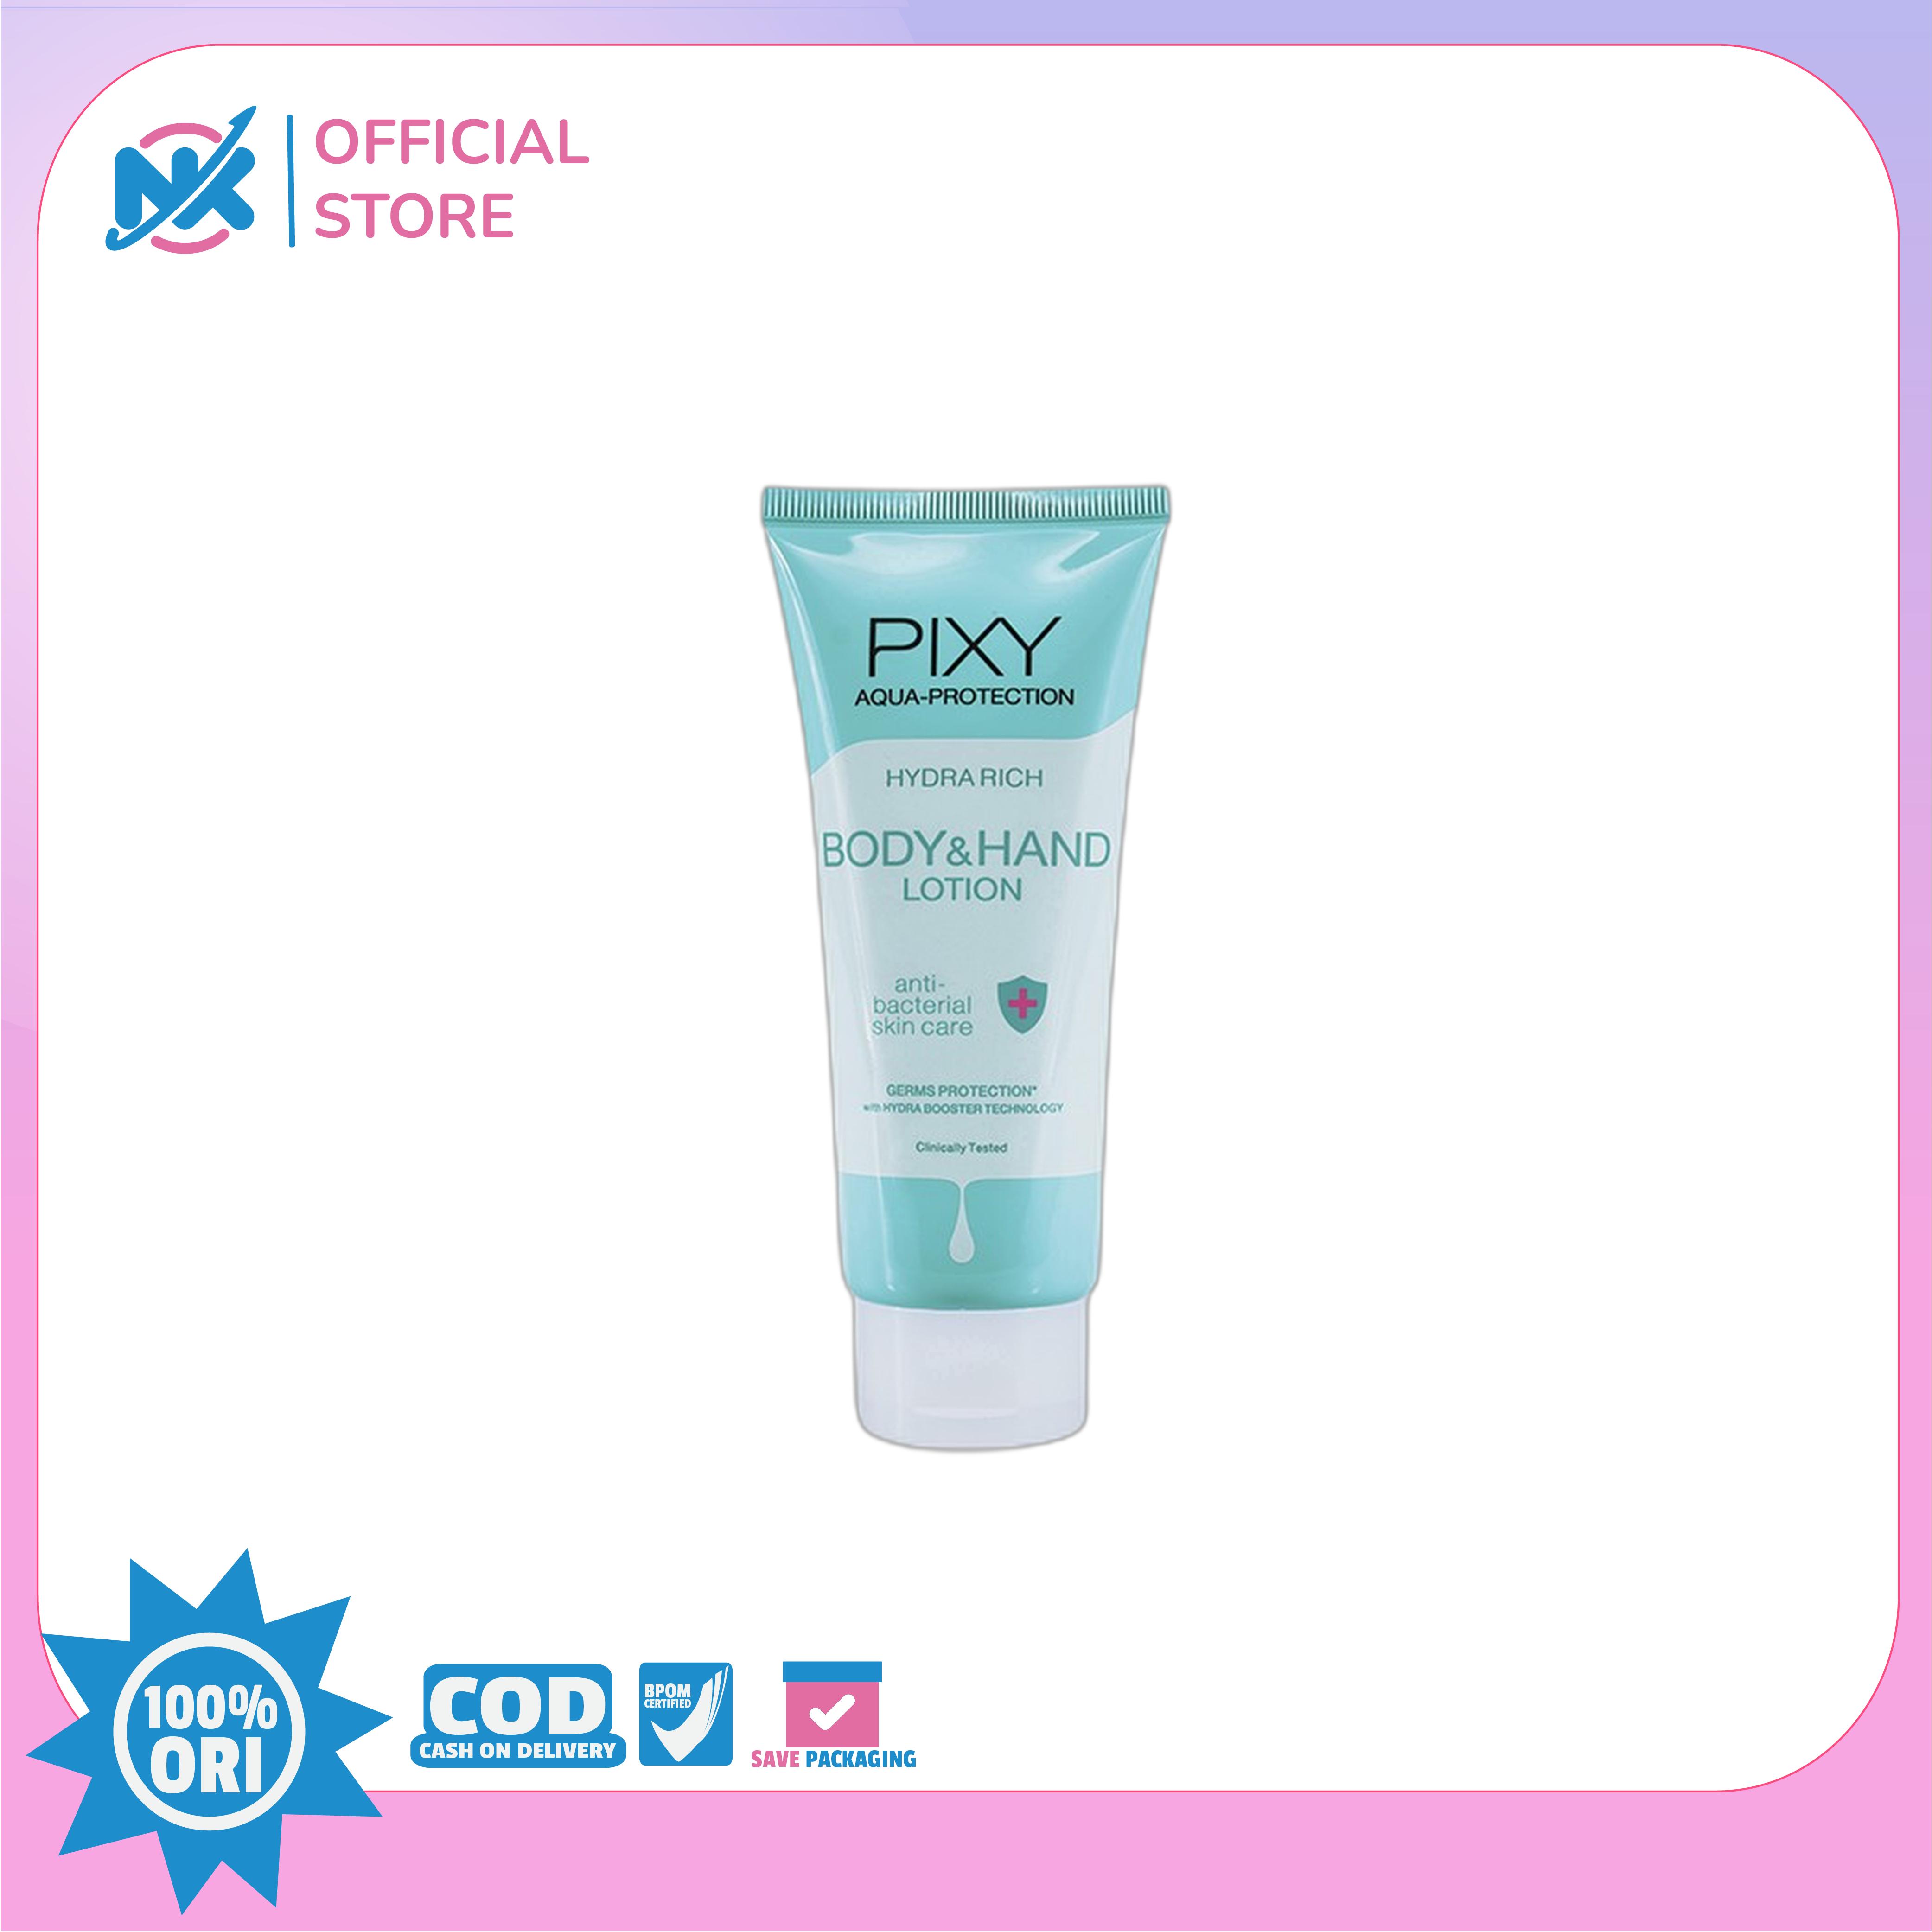 NK
OFFICIAL
STORE
PIXY
AQUA-PROTECTION
HYDRA RICH
BODY&HAND
LOTION
anti-
bacterial
skin care
GERMS PROTECTION*
with HYDRA BOOSTER TECHNOLOGY
Clinically Tested
100%
ORI
COD
CASH ON DELIVERY
BPOM
CERTIFIED
SAVE PACKAGING